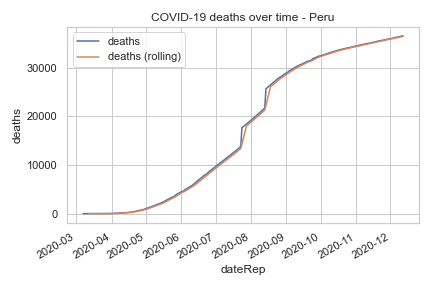 COVID-19 deaths over time - Peru
deaths
deaths (rolling)
30000
20000
10000
0
deaths
2020-03
2020-04
2020-05
2020-06
2020-07
2020-08
2020-09
2020-10
2020-11
2020-12
dateRep